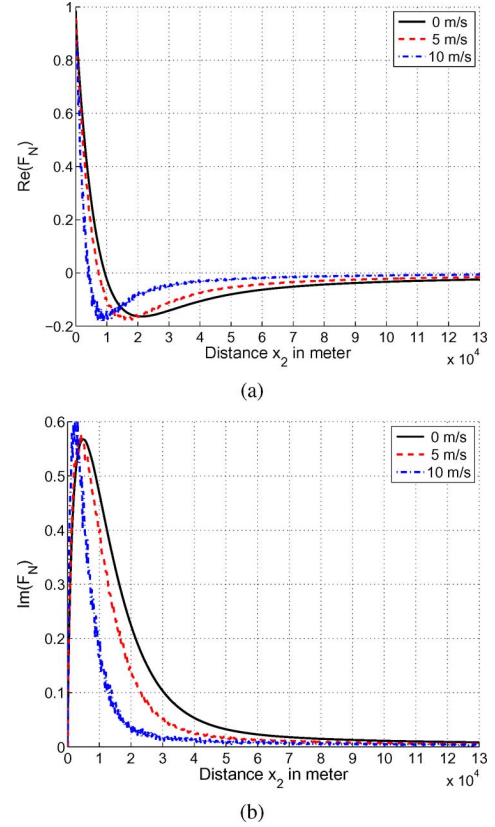 1
0.8
0.6
0.4
0.2
0
−0.2
Re(F_N)
0 m/s
5 m/s
10 m/s
0 1 2 3 4 5 6 7 8 9 10 11 12 13
Distance x_2 in meter
x 10^4
(a)
0.6
0.5
0.4
0.3
0.2
0.1
0
Im(F_N)
0 m/s
5 m/s
10 m/s
0 1 2 3 4 5 6 7 8 9 10 11 12 13
Distance x_2 in meter
x 10^4
(b)